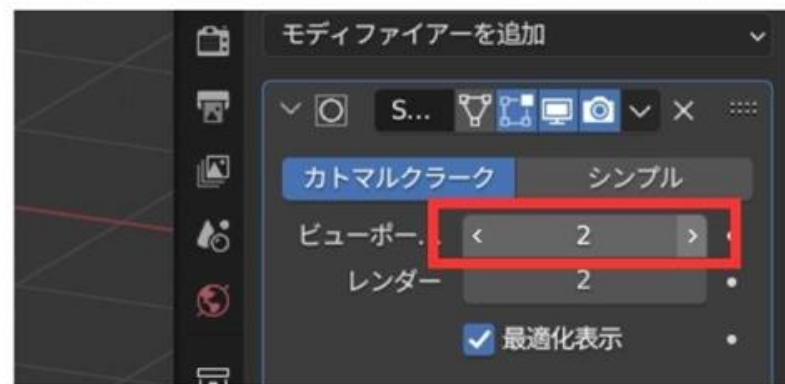 モディファイアーを追加
S...
カトマルクラーク シンプル
ビューポー... < 2 >
レンダー 2
最適化表示